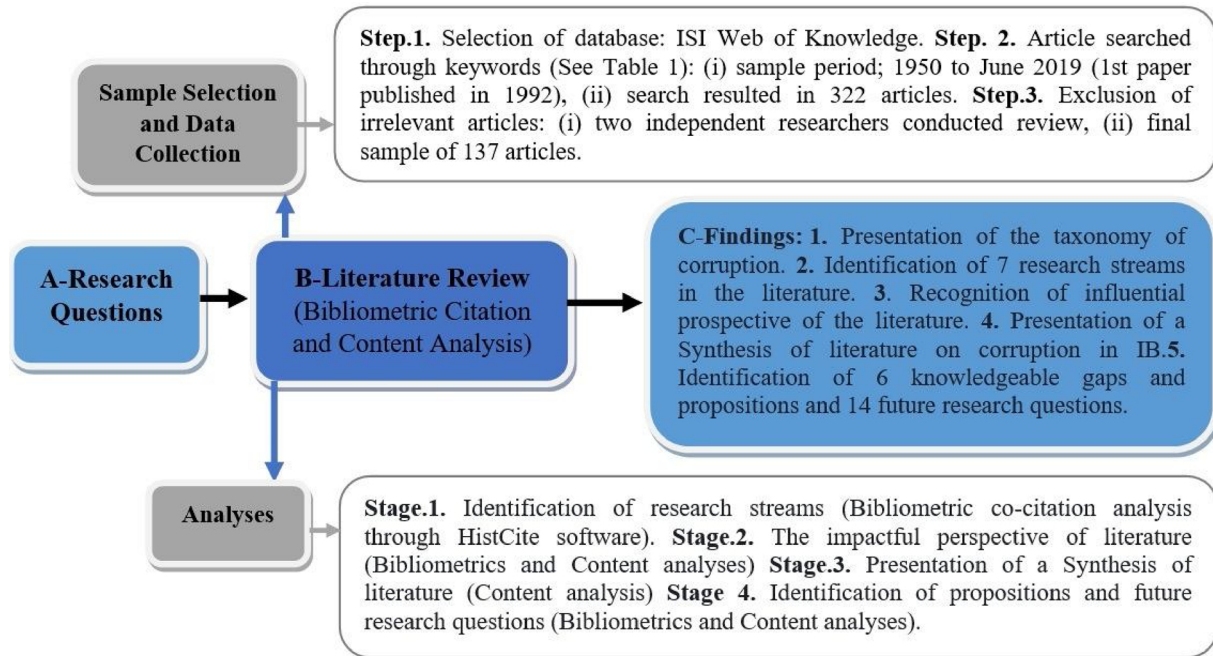 Sample Selection
and Data
Collection
Step.1. Selection of database: ISI Web of Knowledge. Step. 2. Article searched
through keywords (See Table 1): (i) sample period; 1950 to June 2019 (1st paper
published in 1992), (ii) search resulted in 322 articles. Step.3. Exclusion of
irrelevant articles: (i) two independent researchers conducted review, (ii) final
sample of 137 articles.
A-Research
Questions
B-Literature Review
(Bibliometric Citation
and Content Analysis)
C-Findings: 1. Presentation of the taxonomy of
corruption. 2. Identification of 7 research streams
in the literature. 3. Recognition of influential
prospective of the literature. 4. Presentation of a
Synthesis of literature on corruption in IB.5.
Identification of 6 knowledgeable gaps and
propositions and 14 future research questions.
Analyses
Stage.1. Identification of research streams (Bibliometric co-citation analysis
through HistCite software). Stage.2. The impactful perspective of literature
(Bibliometrics and Content analyses) Stage.3. Presentation of a Synthesis of
literature (Content analysis) Stage 4. Identification of propositions and future
research questions (Bibliometrics and Content analyses).